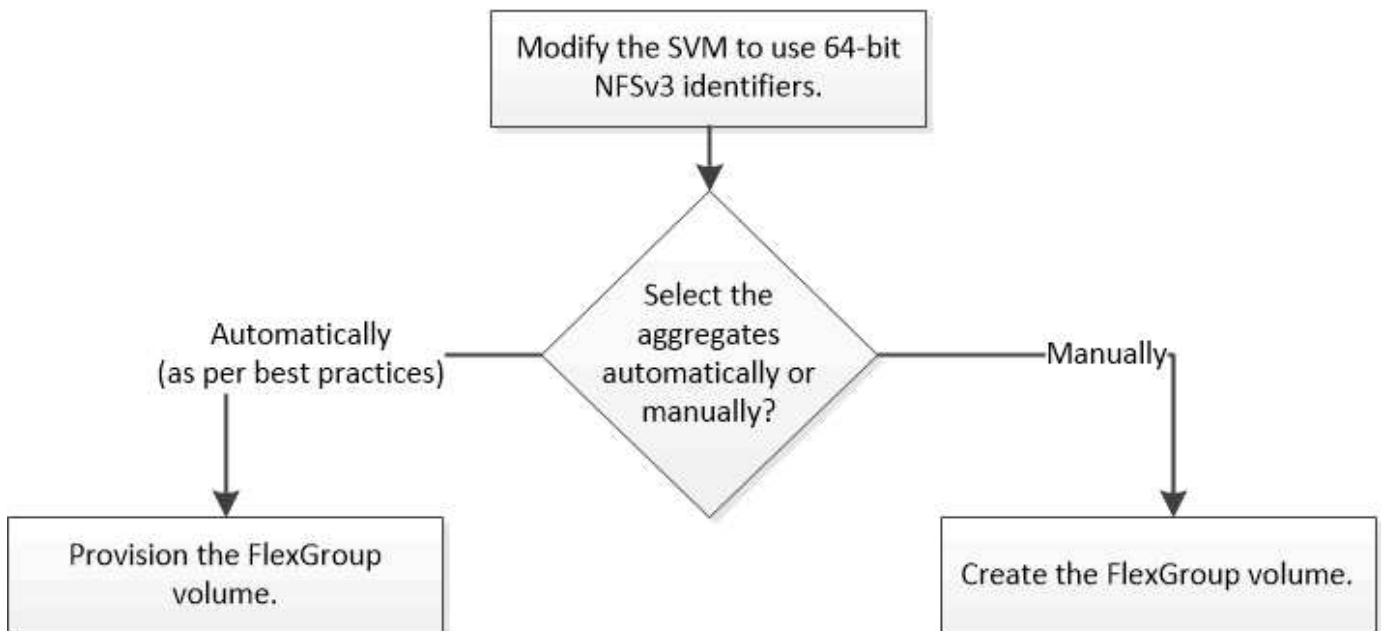 Modify the SVM to use 64-bit
NFSv3 identifiers.
Select the
aggregates
automatically or
manually?
Automatically
(as per best practices)
Manually
Provision the FlexGroup
volume.
Create the FlexGroup volume.